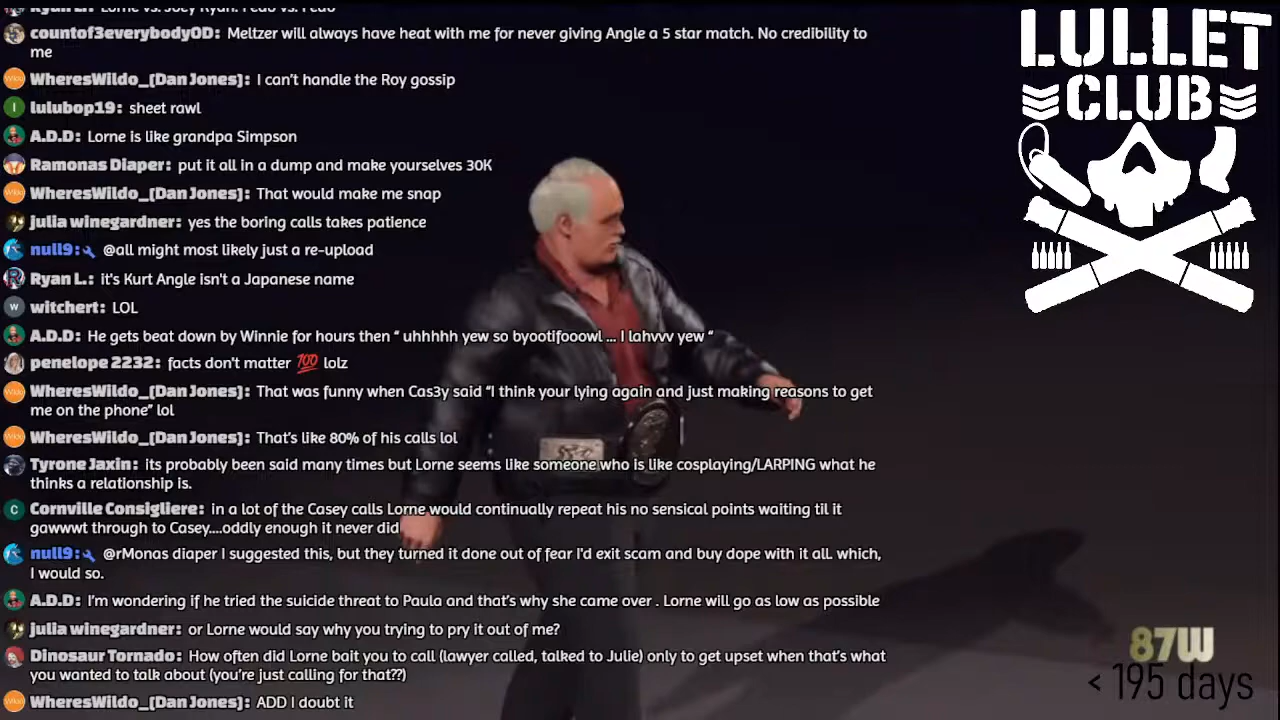 Ryan L.: Lorne vs. Joey Ryan. Pedo vs. Pedo
countof3everybodyOD: Meltzer will always have heat with me for never giving Angle a 5 star match. No credibility to
me
WheresWildo_(Dan Jones): I can't handle the Roy gossip
lulubop19: sheet rawl
A.D.D: Lorne is like grandpa Simpson
Ramonas Diaper: put it all in a dump and make yourselves 30K
WheresWildo_(Dan Jones): That would make me snap
julia winegardner: yes the boring calls takes patience
null9: @all might most likely just a re-upload
Ryan L.: it's Kurt Angle isn't a Japanese name
witchert: LOL
A.D.D: He gets beat down by Winnie for hours then “ uhhhhh yew so byootifooowl ... I lahvvv yew “
penelope 2232: facts don't matter 💯 lolz
WheresWildo_(Dan Jones): That was funny when Cas3y said “I think your lying again and just making reasons to get
me on the phone” lol
WheresWildo_(Dan Jones): That's like 80% of his calls lol
Tyrone Jaxin: its probably been said many times but Lorne seems like someone who is like cosplaying/LARPING what he
thinks a relationship is.
Cornville Consigliere: in a lot of the Casey calls Lorne would continually repeat his no sensical points waiting til it
gawwwt through to Casey....oddly enough it never did
null9: @rMonas diaper I suggested this, but they turned it done out of fear I'd exit scam and buy dope with it all. which,
I would so.
A.D.D: I'm wondering if he tried the suicide threat to Paula and that's why she came over . Lorne will go as low as possible
julia winegardner: or Lorne would say why you trying to pry it out of me?
Dinosaur Tornado: How often did Lorne bait you to call (lawyer called, talked to Julie) only to get upset when that's what
you wanted to talk about (you're just calling for that??)
WheresWildo_(Dan Jones): ADD I doubt it
LULLET
CLUB
87W
< 195 days